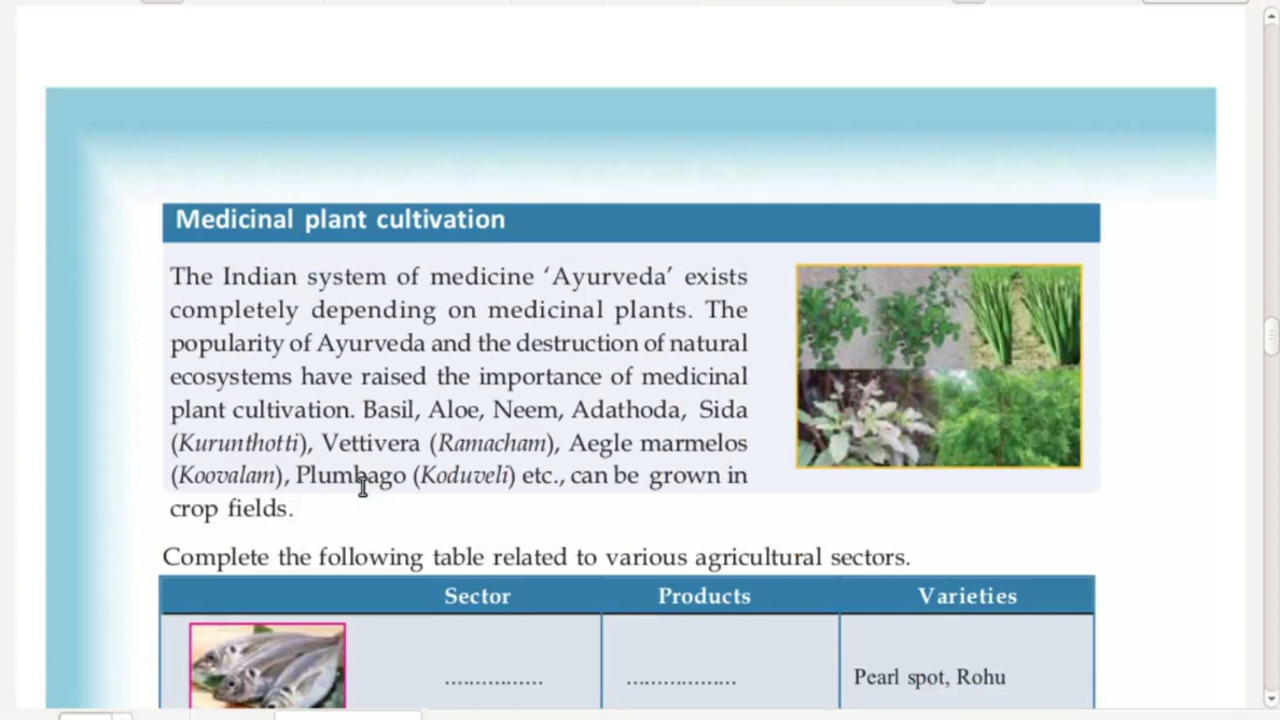 Medicinal plant cultivation
The Indian system of medicine ‘Ayurveda’ exists
completely depending on medicinal plants. The
popularity of Ayurveda and the destruction of natural
ecosystems have raised the importance of medicinal
plant cultivation. Basil, Aloe, Neem, Adathoda, Sida
(Kurunthotti), Vettivera (Ramacham), Aegle marmelos
(Koovalam), Plumbago (Koduveli) etc., can be grown in
crop fields.
Complete the following table related to various agricultural sectors.
Sector Products Varieties
................ ................. Pearl spot, Rohu